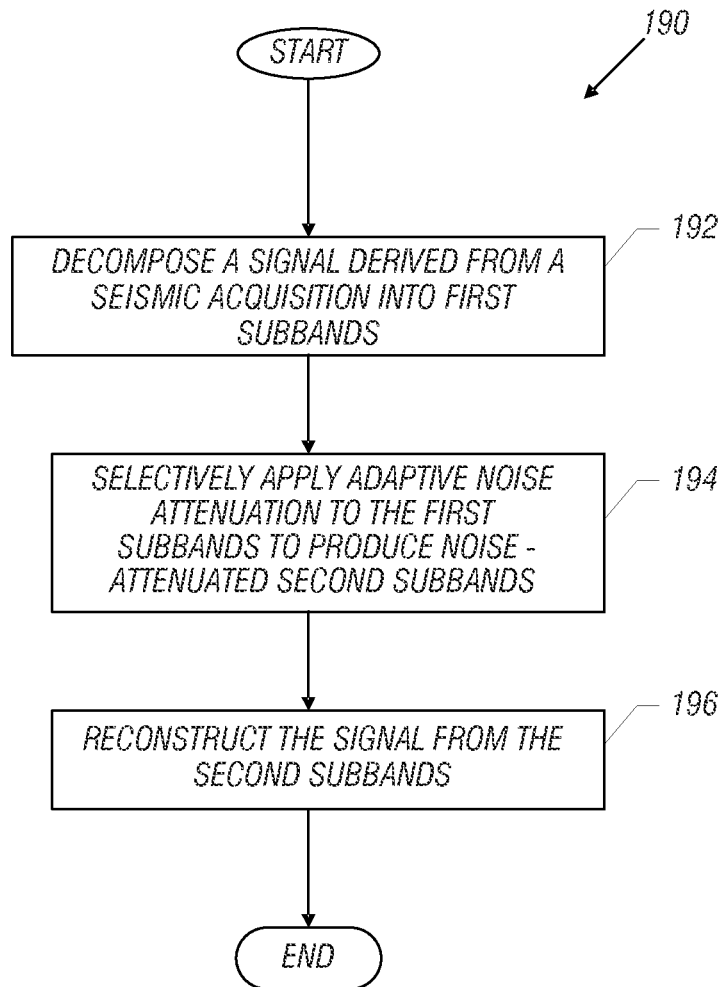 190
START
192
DECOMPOSE A SIGNAL DERIVED FROM A
SEISMIC ACQUISITION INTO FIRST
SUBBANDS
194
SELECTIVELY APPLY ADAPTIVE NOISE
ATTENUATION TO THE FIRST
SUBBANDS TO PRODUCE NOISE -
ATTENUATED SECOND SUBBANDS
196
RECONSTRUCT THE SIGNAL FROM THE
SECOND SUBBANDS
END